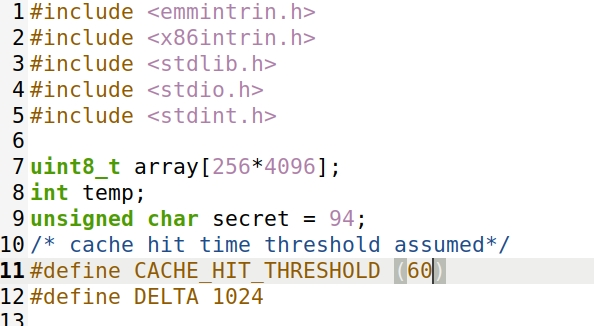 1 #include <emmintrin.h>
2 #include <x86intrin.h>
3 #include <stdlib.h>
4 #include <stdio.h>
5 #include <stdint.h>
6
7 uint8_t array[256*4096];
8 int temp;
9 unsigned char secret = 94;
10 /* cache hit time threshold assumed*/
11 #define CACHE_HIT_THRESHOLD (60)
12 #define DELTA 1024
13